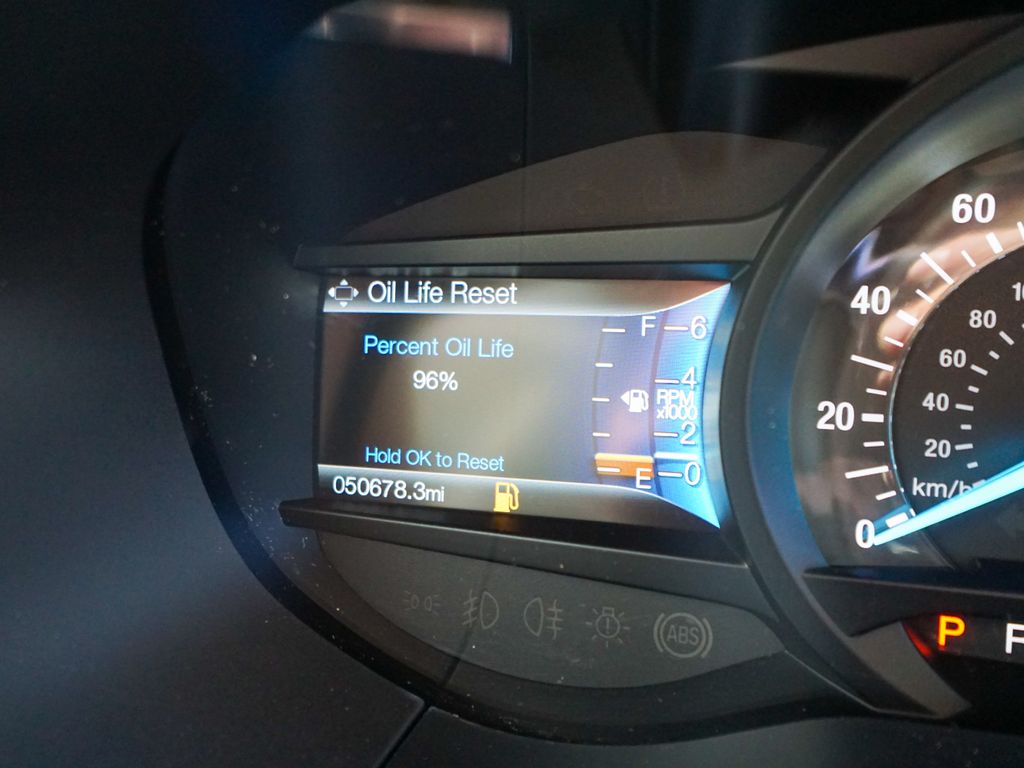 Oil Life Reset
Percent Oil Life
96%
Hold OK to Reset
050678.3mi
F
E
6
4
RPM
x1000
2
0
60
40
20
0
80
60
40
20
km/h
P
ABS